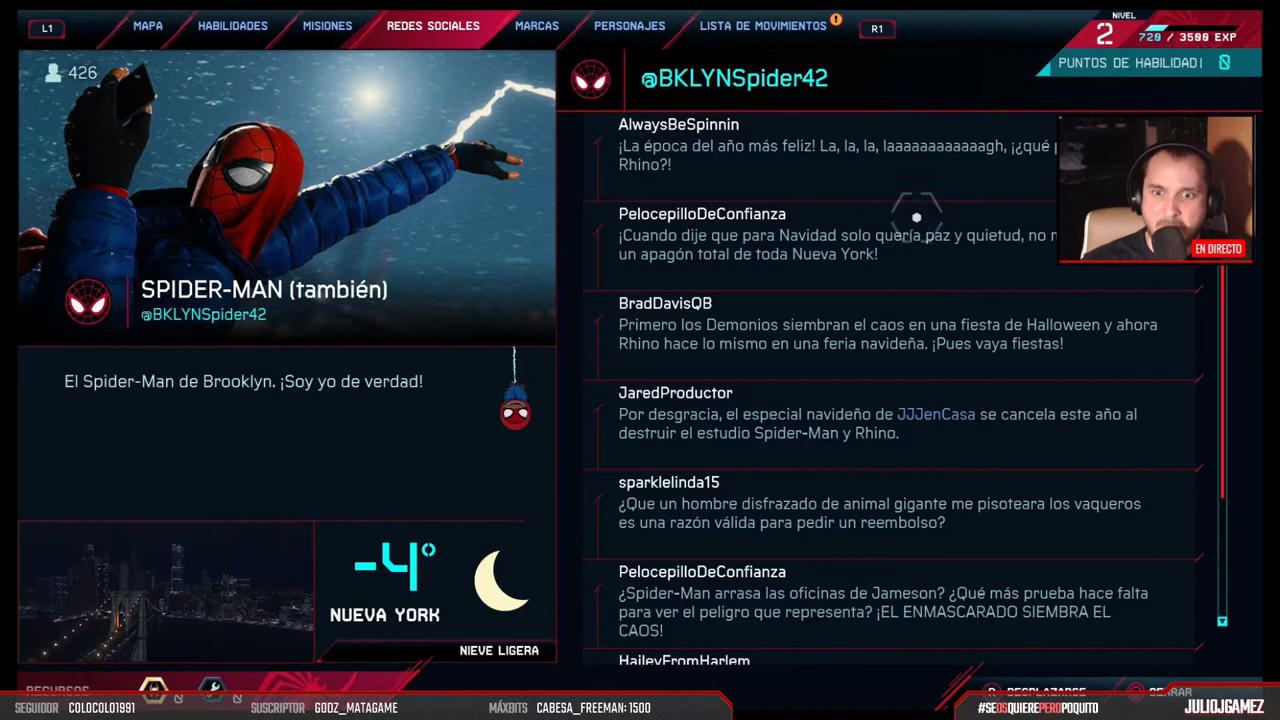 L1
MAPA
HABILIDADES
MISIONES
REDES SOCIALES
MARCAS
PERSONAJES
LISTA DE MOVIMIENTOS
!
R1
NIVEL
2
720 / 3500 EXP
PUNTOS DE HABILIDAD| 0
426
@BKLYNSpider42
SPIDER-MAN (también)
@BKLYNSpider42
El Spider-Man de Brooklyn. ¡Soy yo de verdad!
-4°
NUEVA YORK
NIEVE LIGERA
AlwaysBeSpinnin
¡La época del año más feliz! La, la, la, laaaaaaaaaaagh, ¡¿qué
Rhino?!
PelocepilloDeConfianza
¡Cuando dije que para Navidad solo quería paz y quietud, no
un apagón total de toda Nueva York!
BradDavisQB
Primero los Demonios siembran el caos en una fiesta de Halloween y ahora
Rhino hace lo mismo en una feria navideña. ¡Pues vaya fiestas!
JaredProductor
Por desgracia, el especial navideño de JJJenCasa se cancela este año al
destruir el estudio Spider-Man y Rhino.
sparklelinda15
¿Que un hombre disfrazado de animal gigante me pisoteara los vaqueros
es una razón válida para pedir un reembolso?
PelocepilloDeConfianza
¿Spider-Man arrasa las oficinas de Jameson? ¿Qué más prueba hace falta
para ver el peligro que representa? ¡EL ENMASCARADO SIEMBRA EL
CAOS!
HaileyFromHarlem
EN DIRECTO
RECURSOS
0
0
R DESPLAZARSE
CERRAR
SEGUIDOR COLOCOLO1991
SUSCRIPTOR GODZ_MATAGAME
MÁXBITS CABESA_FREEMAN: 1500
#SEOSQUIEREPEROPOQUITO
JULIOJGAMEZ